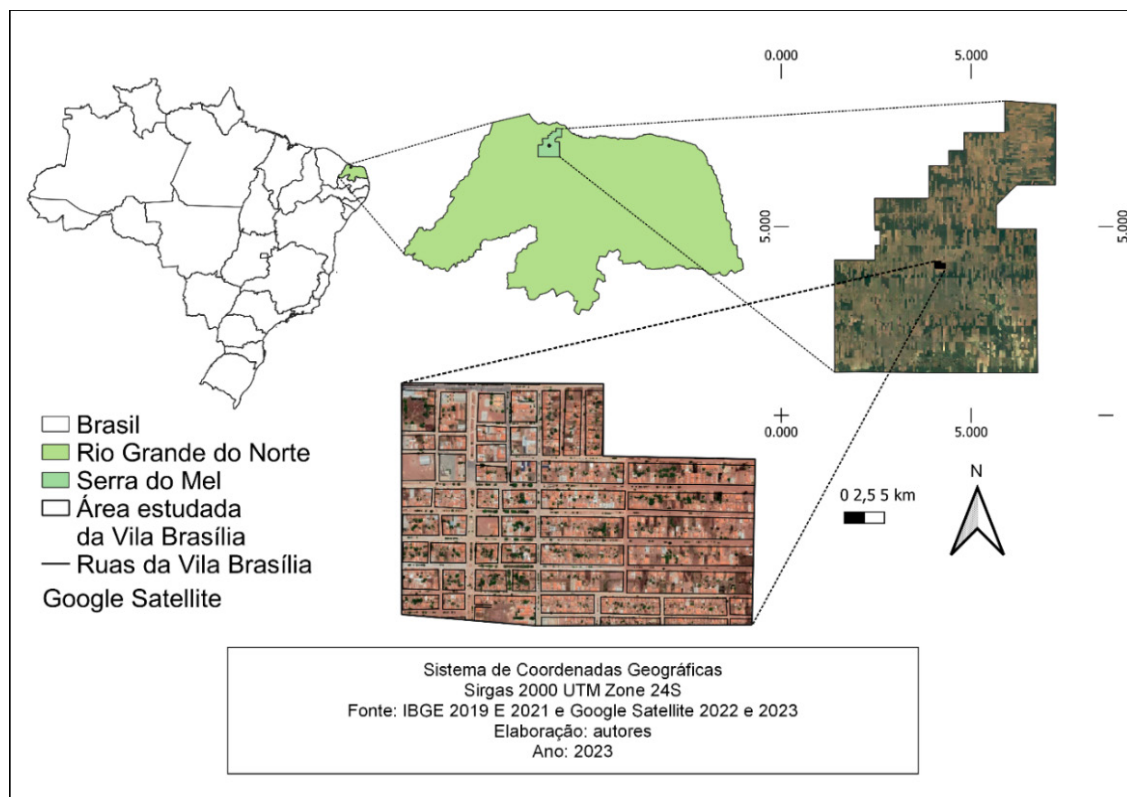 0.000 5.000
5.000 5.000
Brasil
Rio Grande do Norte
Serra do Mel
Área estudada
da Vila Brasília
Ruas da Vila Brasília
Google Satellite
0.000 5.000
N
0 2,5 5 km
Sistema de Coordenadas Geográficas
Sirgas 2000 UTM Zone 24S
Fonte: IBGE 2019 E 2021 e Google Satellite 2022 e 2023
Elaboração: autores
Ano: 2023